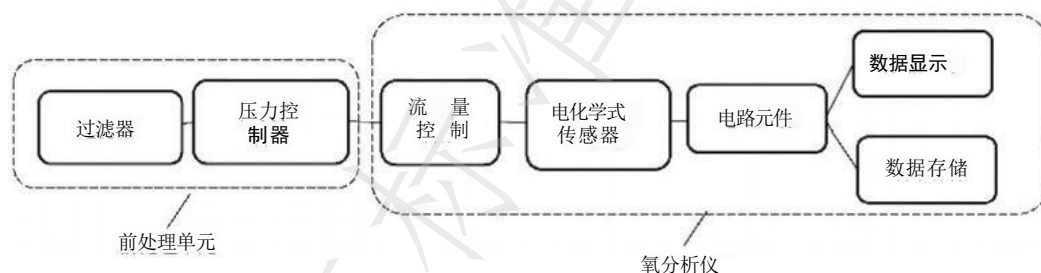 过滤器
压力控
制器
流 量
控 制
电化学式
传感器
电路元件
数据显示
数据存储
前处理单元
氧分析仪